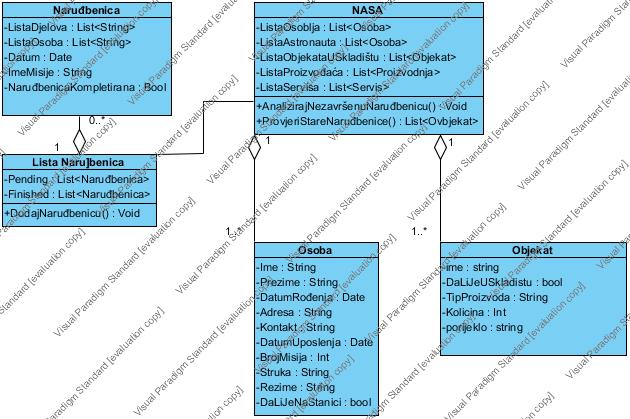 Narudbenica
-ListaDjelova : List<String>
-ListaOsoba : List<String>
-Datum : Date
-ImeMisije : String
-NarudbenicaKompletirana : Bool
0..*
1
Lista Narudbenica
-Pending : List<Narudbenica>
-Finished : List<Narudbenica>
+DodajNarudbenicu() : Void
NASA
-ListaOsoblja : List<Osoba>
-ListaAstronauta : List<Osoba>
-ListaObjekataUSkladištu : List<Objekat>
-ListaProizvođaća : List<Proizvodnja>
-ListaServisa : List<Servis>
+AnalizirajNezavršenuNarudbenicu() : Void
+ProvjeriStareNarudbenice() : List<Ovbjekat>
1
1..*
1
1..*
Osoba
-Ime : String
-Prezime : String
-DatumRođenja : Date
-Adresa : String
-Kontakt : String
-DatumUposlenja : Date
-BrojMisija : Int
-Struka : String
-Rezime : String
-DaLiJeNaStanici : bool
Objekat
-ime : string
-DaLiJeUSkladistu : bool
-TipProizvoda : String
-Kolicina : Int
-porijeklo : string
Visual Paradigm Standard [evaluation copy]